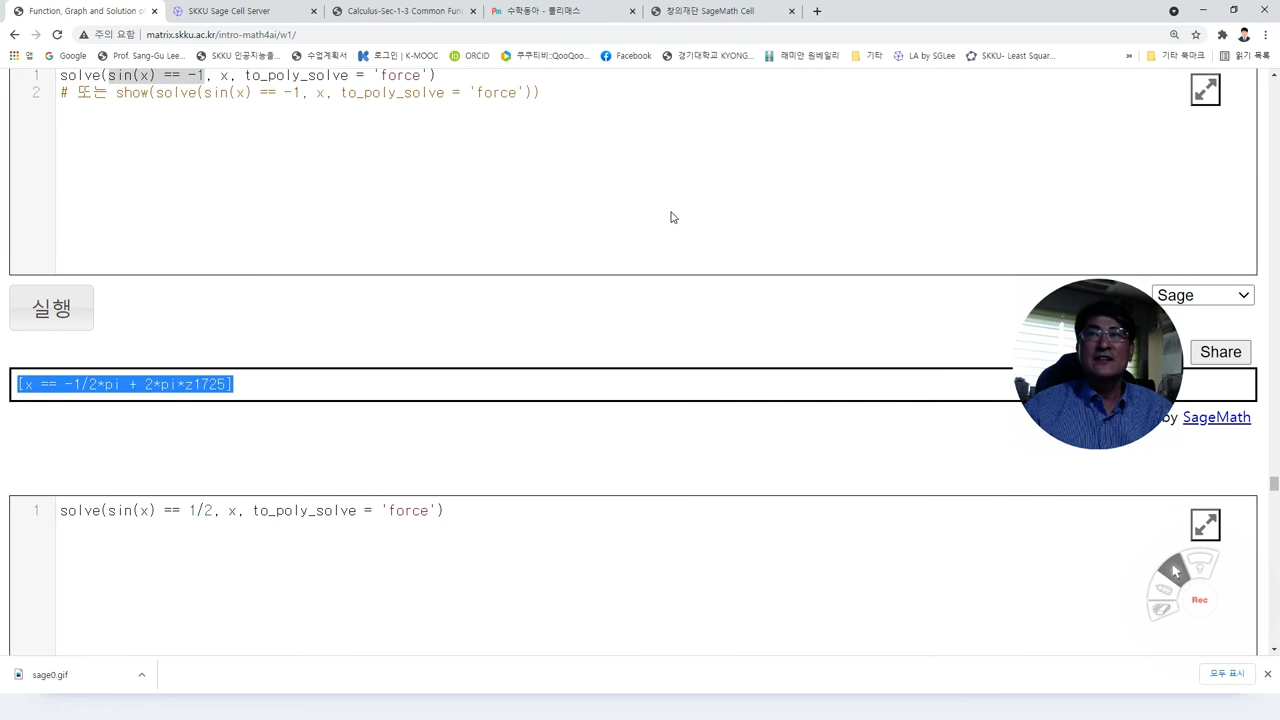 Function, Graph and Solution of
SKKU Sage Cell Server
Calculus-Sec-1-3 Common Func
수학동아 - 폴리매스
창의재단 SageMath Cell
주의 요함 matrix.skku.ac.kr/intro-math4ai/w1/
앱 Google Prof. Sang-Gu Lee... SKKU 인공지능을... 수업계획서 로그인 | K-MOOC ORCID 쿠쿠티비::QooQoo... Facebook 경기대학교 KYONG... 래미안 원베일리 기타 LA by SGLee SKKU- Least Squar... » 기타 북마크 읽기 목록
1 solve(sin(x) == -1, x, to_poly_solve = 'force')
2 # 또는 show(solve(sin(x) == -1, x, to_poly_solve = 'force'))
실행
Sage
Share
[x == -1/2*pi + 2*pi*z1725]
by SageMath
1 solve(sin(x) == 1/2, x, to_poly_solve = 'force')
Rec
sage0.gif
모두 표시